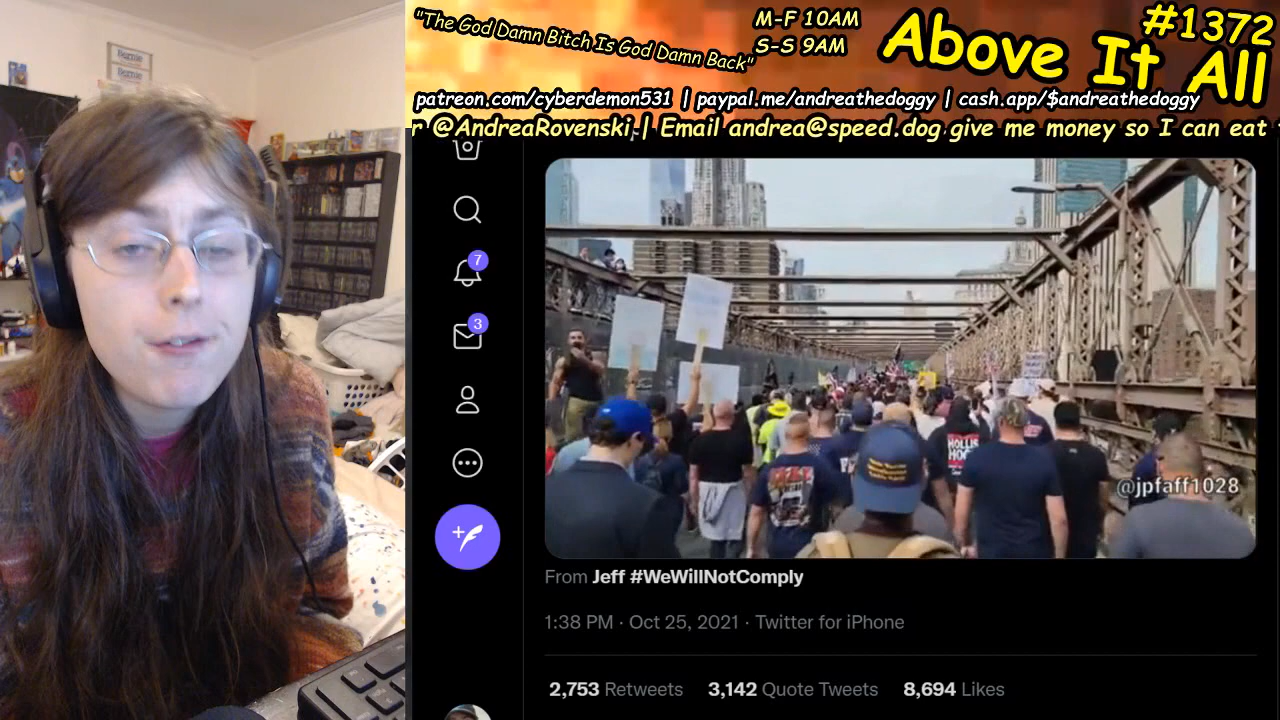 "The God Damn Bitch Is God Damn Back"
M-F 10AM
S-S 9AM
Above It All
#1372
patreon.com/cyberdemon531 | paypal.me/andreathedoggy | cash.app/$andreathedoggy
r @AndreaRovenski | Email andrea@speed.dog give me money so I can eat
Bernie
Bernie
7
3
HOLLIS
@jpfaff1028
From Jeff #WeWillNotComply
1:38 PM · Oct 25, 2021 · Twitter for iPhone
2,753 Retweets 3,142 Quote Tweets 8,694 Likes